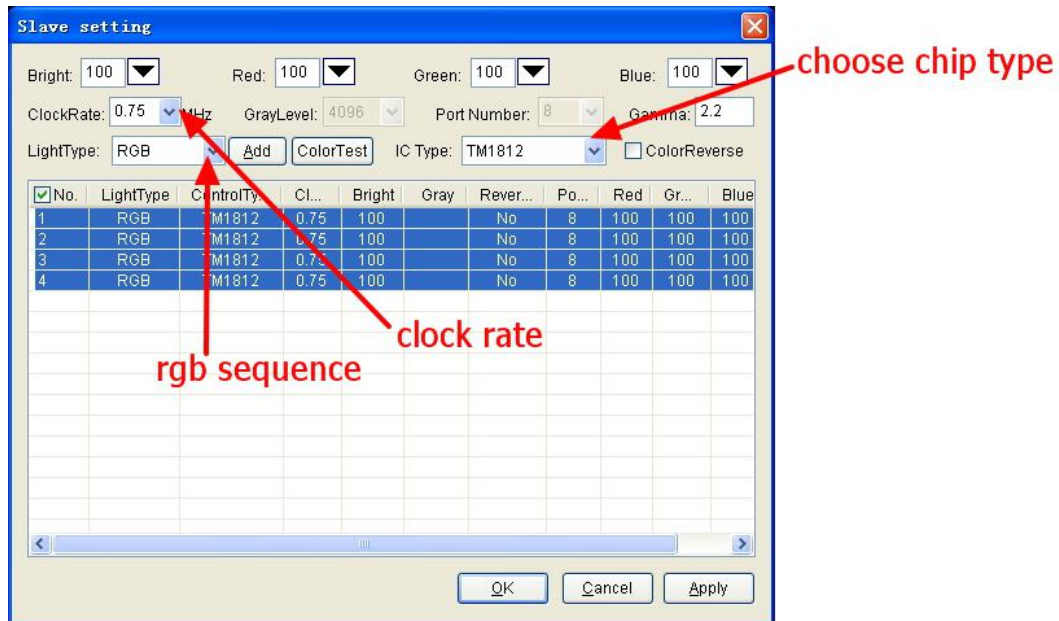 Slave setting
Bright: 100 Red: 100 Green: 100 Blue: 100
choose chip type
ClockRate: 0.75 MHz GrayLevel: 4096 Port Number: 8 Gamma: 2.2
LightType: RGB Add ColorTest IC Type: TM1812 ColorReverse
No. LightType ControlTy... Cl... Bright Gray Rever... Po... Red Gr... Blue
1 RGB TM1812 0.75 100 No 8 100 100 100
2 RGB TM1812 0.75 100 No 8 100 100 100
3 RGB TM1812 0.75 100 No 8 100 100 100
4 RGB TM1812 0.75 100 No 8 100 100 100
clock rate
rgb sequence
OK Cancel Apply